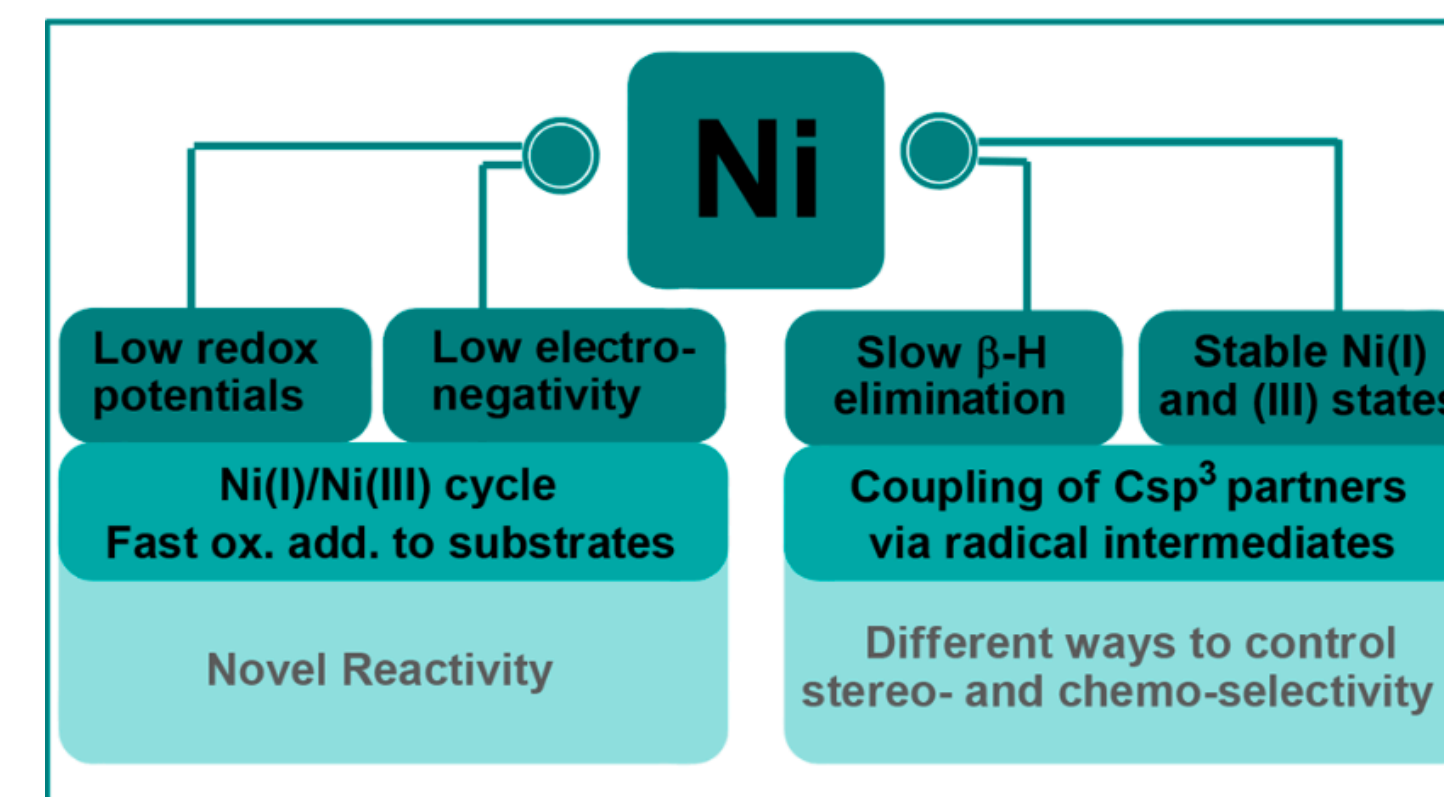 Ni
Low redox
potentials
Low electro-
negativity
Slow β-H
elimination
Stable Ni(I)
and (III) states
Ni(I)/Ni(III) cycle
Fast ox. add. to substrates
Coupling of Csp³ partners
via radical intermediates
Novel Reactivity
Different ways to control
stereo- and chemo-selectivity